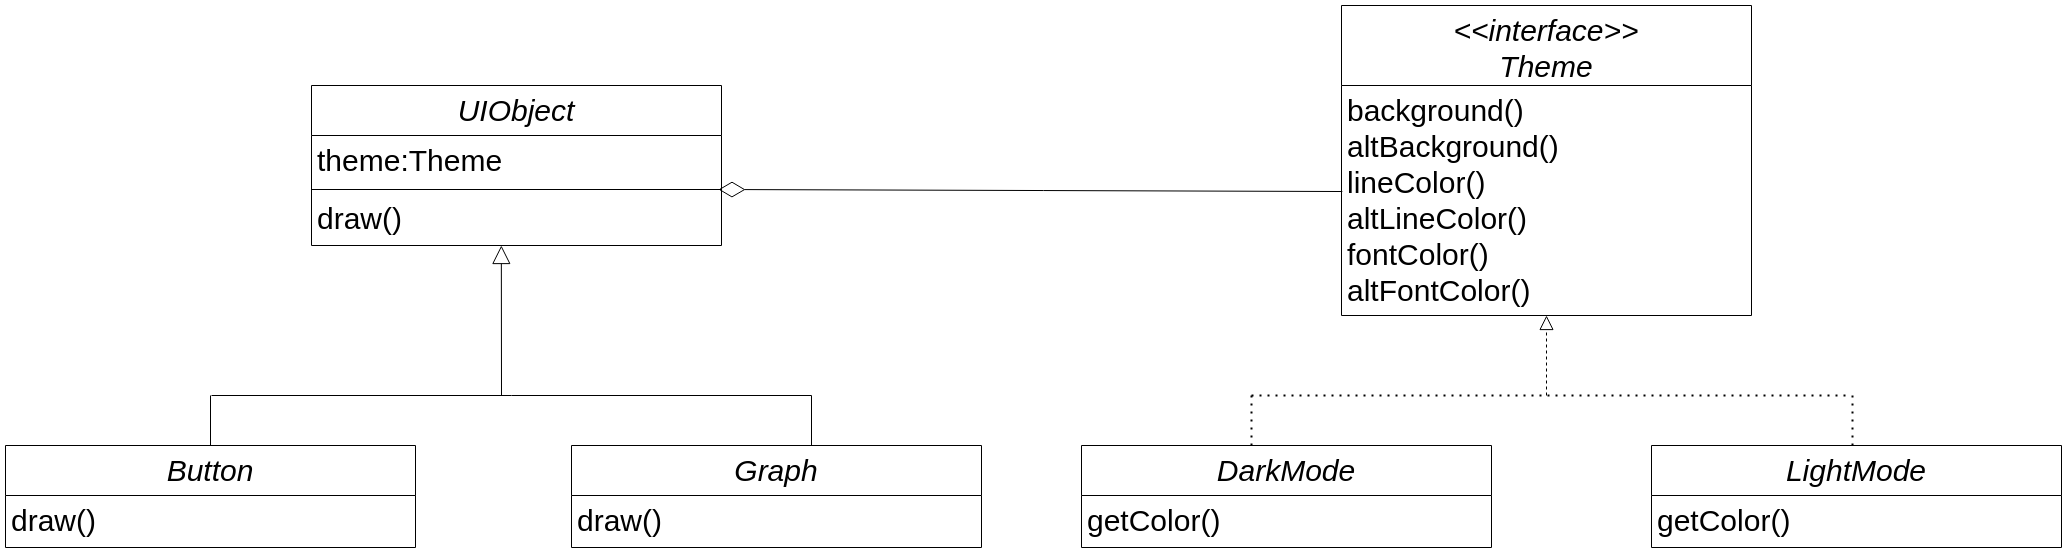 UIObject
theme:Theme
draw()
<<interface>>
Theme
background()
altBackground()
lineColor()
altLineColor()
fontColor()
altFontColor()
Button
draw()
Graph
draw()
DarkMode
getColor()
LightMode
getColor()